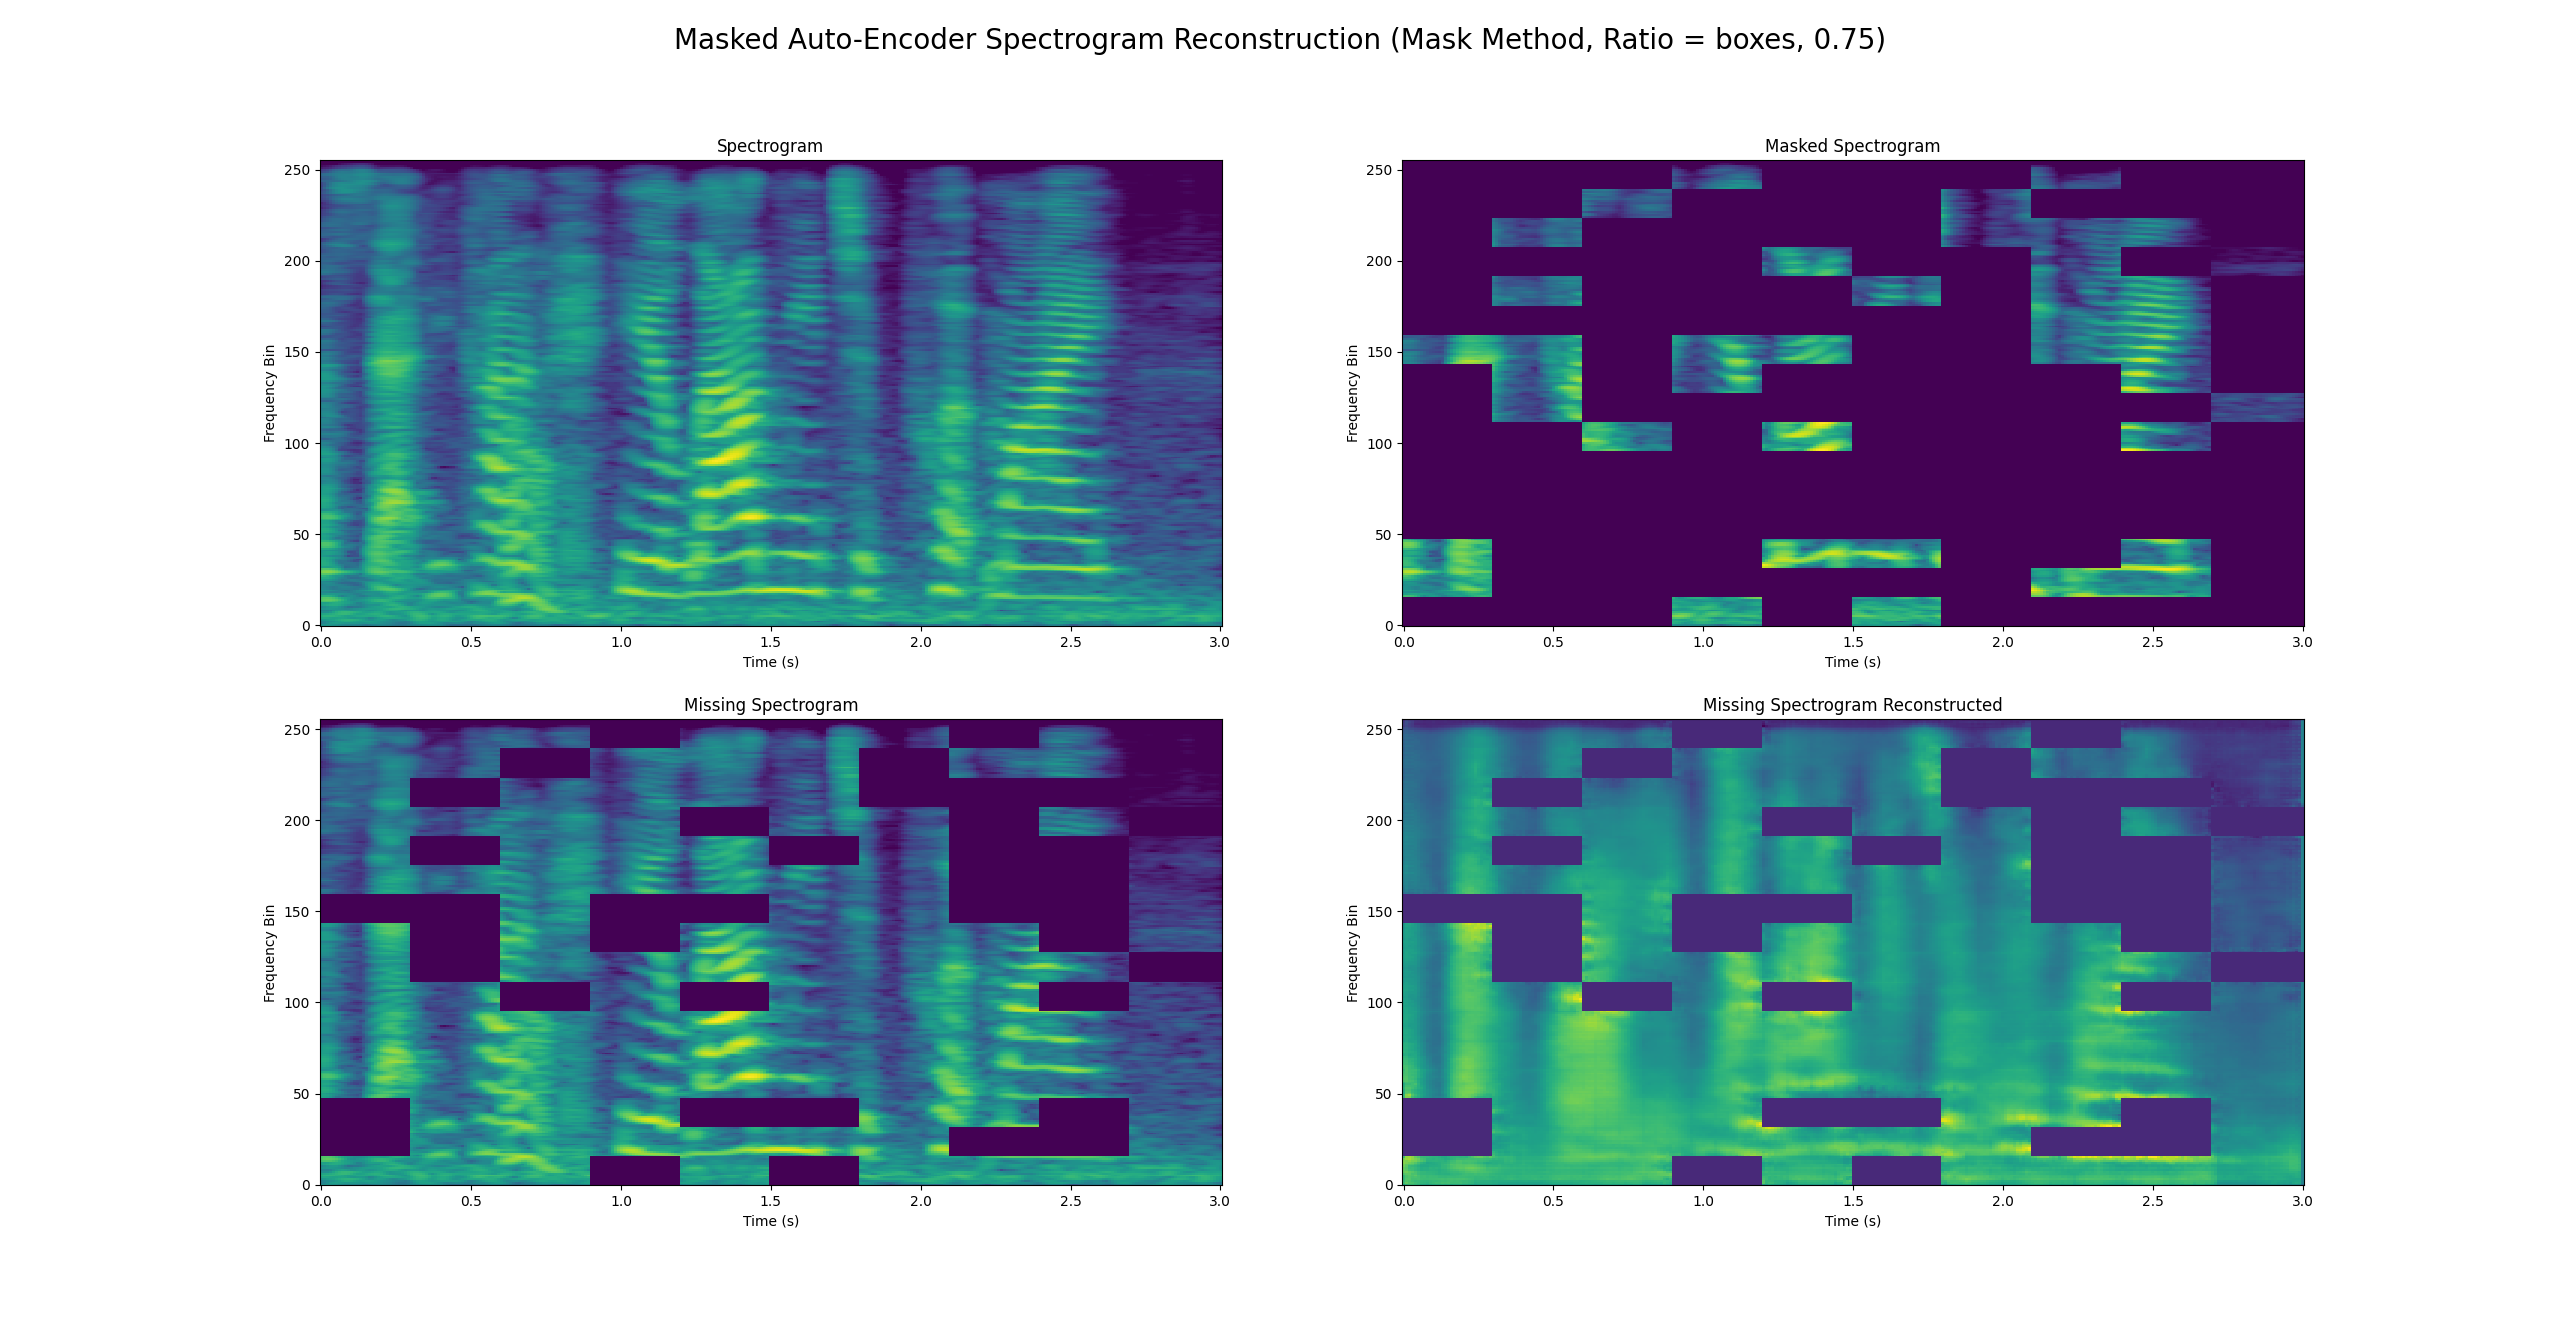 Masked Auto-Encoder Spectrogram Reconstruction (Mask Method, Ratio = boxes, 0.75)
Spectrogram
250
200
150
100
50
0
Frequency Bin
0.0 0.5 1.0 1.5 2.0 2.5 3.0
Time (s)
Masked Spectrogram
250
200
150
100
50
0
Frequency Bin
0.0 0.5 1.0 1.5 2.0 2.5 3.0
Time (s)
Missing Spectrogram
250
200
150
100
50
0
Frequency Bin
0.0 0.5 1.0 1.5 2.0 2.5 3.0
Time (s)
Missing Spectrogram Reconstructed
250
200
150
100
50
0
Frequency Bin
0.0 0.5 1.0 1.5 2.0 2.5 3.0
Time (s)